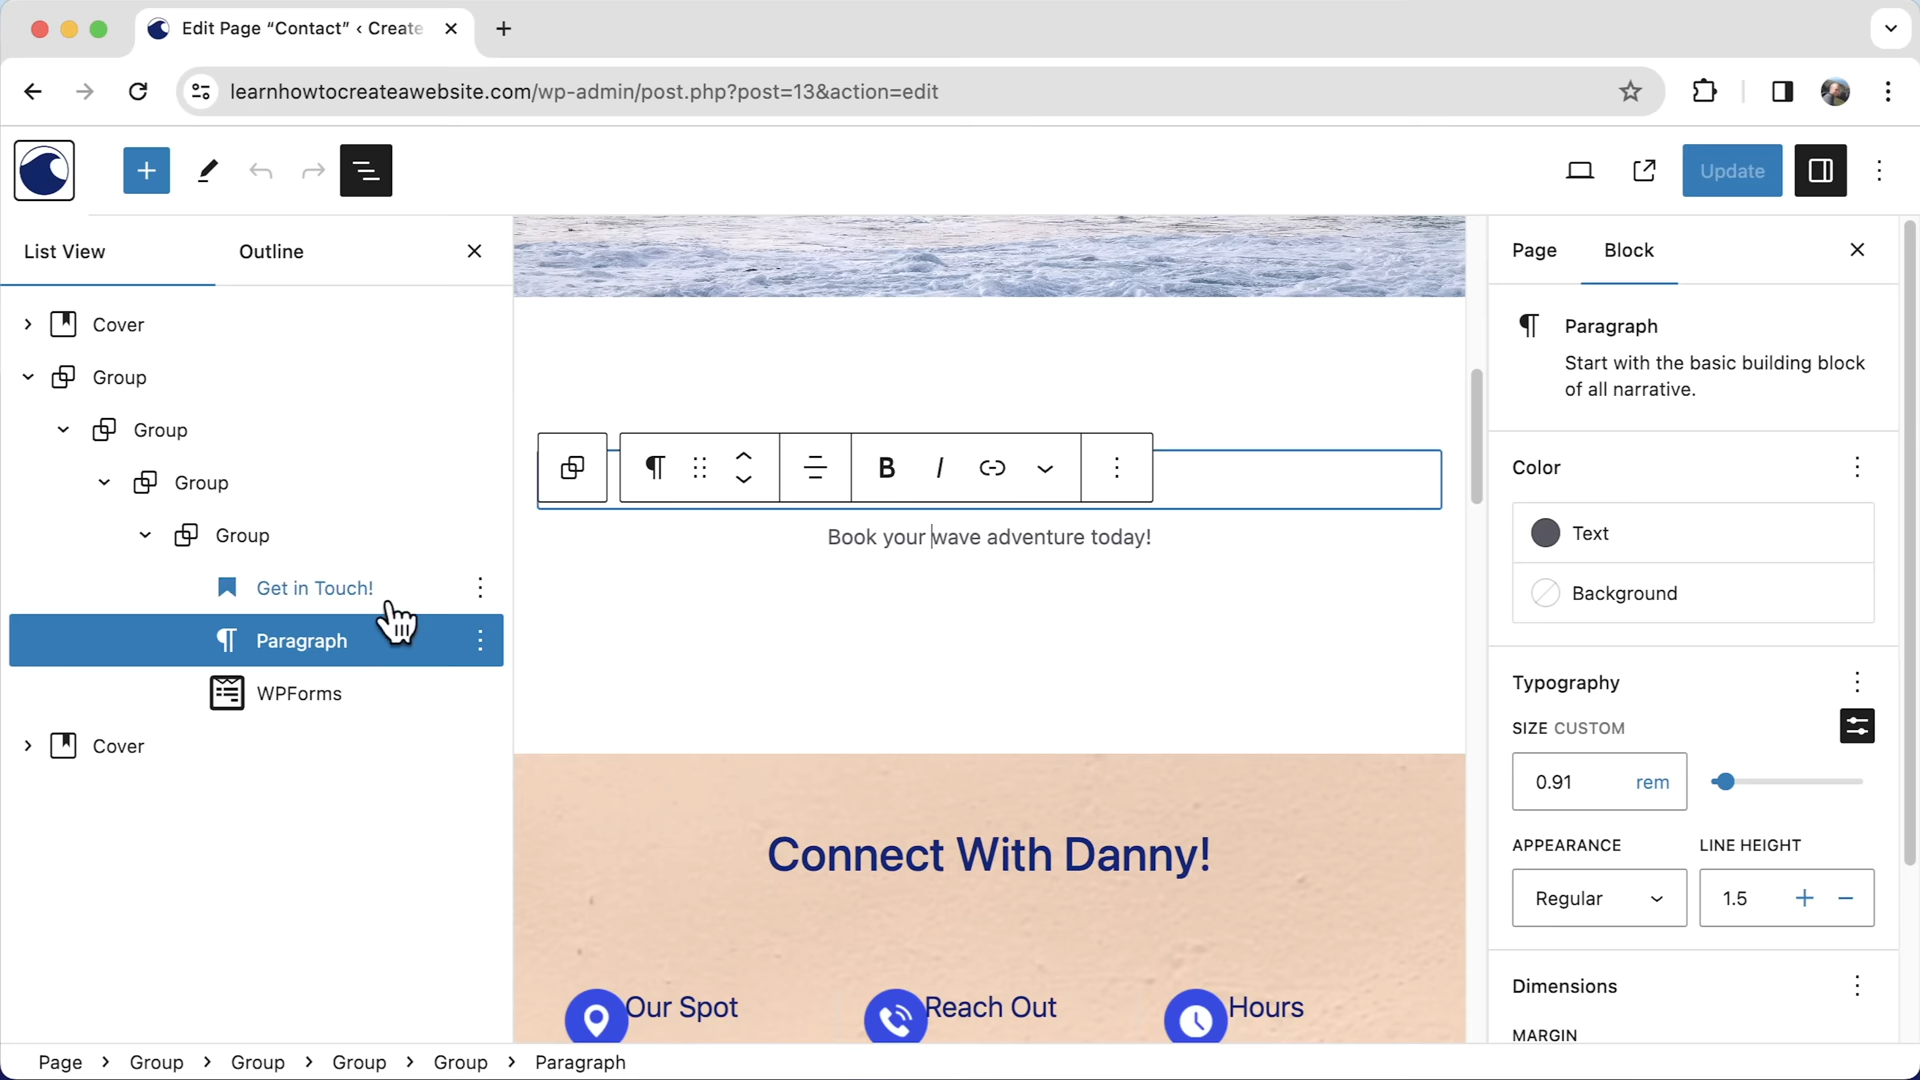 Edit Page “Contact” ‹ Create
learnhowtocreateawebsite.com/wp-admin/post.php?post=13&action=edit
Update
List View
Outline
Page
Block
Cover
Group
Group
Group
Group
Get in Touch!
Paragraph
WPForms
Cover
B I
Book your wave adventure today!
Connect With Danny!
Our Spot
Reach Out
Hours
Paragraph
Start with the basic building block
of all narrative.
Color
Text
Background
Typography
SIZE CUSTOM
0.91 rem
APPEARANCE
LINE HEIGHT
Regular
1.5
Dimensions
MARGIN
Page > Group > Group > Group > Group > Paragraph